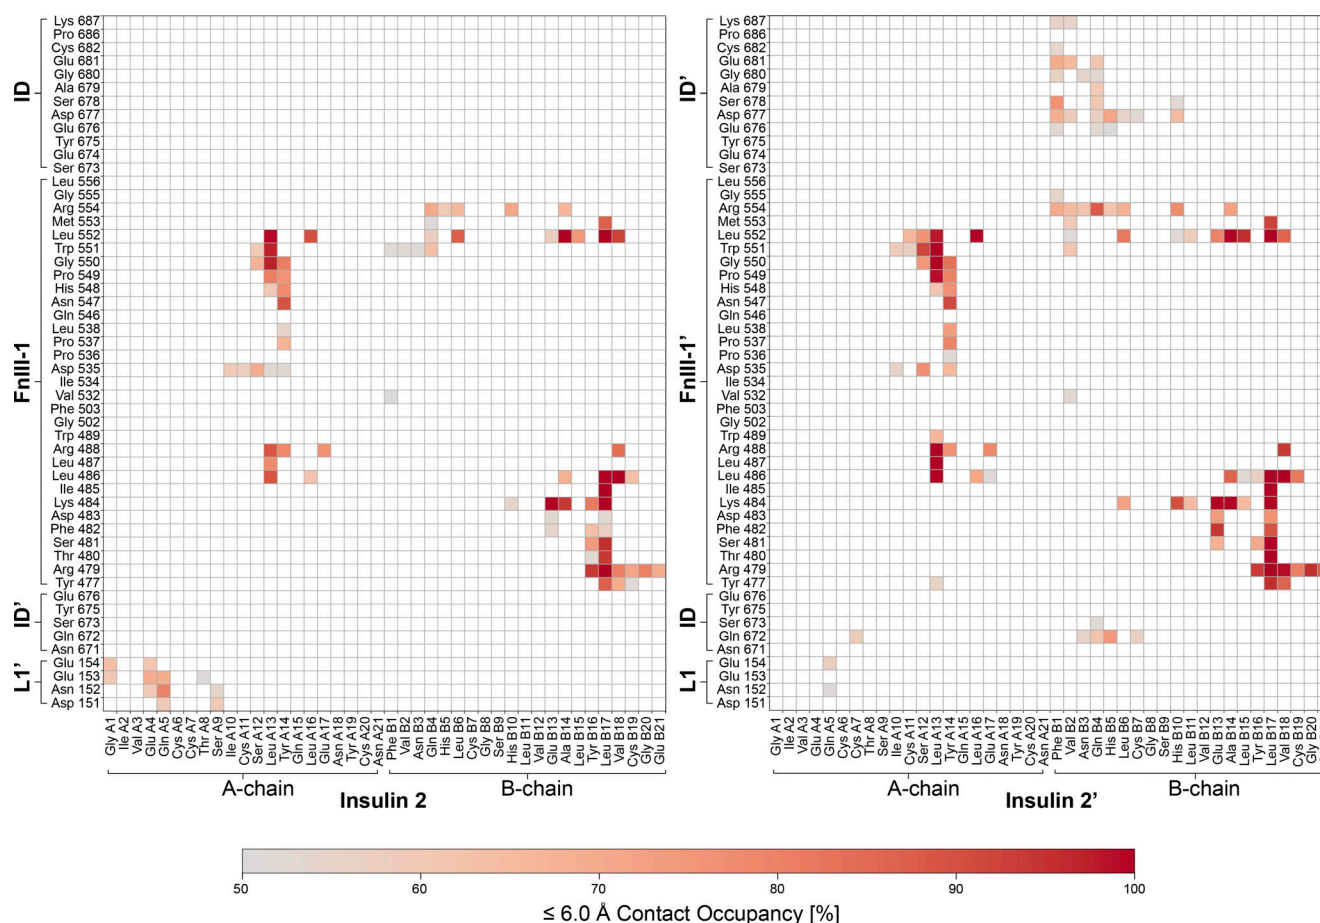 Lys 687
Pro 686
Cys 682
Glu 681
Gly 680
Ala 679
Ser 678
Asp 677
Glu 676
Tyr 675
Glu 674
Ser 673
Leu 556
Gly 555
Arg 554
Met 553
Leu 552
Trp 551
Gly 550
Pro 549
His 548
Asn 547
Gln 546
Leu 538
Pro 537
Pro 536
Asp 535
Ile 534
Val 532
Phe 503
Gly 502
Trp 489
Arg 488
Leu 487
Leu 486
Ile 485
Lys 484
Asp 483
Phe 482
Ser 481
Thr 480
Arg 479
Tyr 477
Glu 676
Tyr 675
Ser 673
Gln 672
Asn 671
Glu 154
Glu 153
Asn 152
Asp 151
ID
FnIII-1
ID'
L1'
Gly A1
Ile A2
Val A3
Glu A4
Gln A5
Cys A6
Cys A7
Thr A8
Ser A9
Ile A10
Cys A11
Ser A12
Leu A13
Tyr A14
Gln A15
Leu A16
Glu A17
Asn A18
Tyr A19
Cys A20
Asn A21
Phe B1
Val B2
Asn B3
Gln B4
His B5
Leu B6
Cys B7
Gly B8
Ser B9
His B10
Leu B11
Val B12
Glu B13
Ala B14
Leu B15
Tyr B16
Leu B17
Val B18
Cys B19
Gly B20
Glu B21
A-chain
B-chain
Insulin 2
Lys 687
Pro 686
Cys 682
Glu 681
Gly 680
Ala 679
Ser 678
Asp 677
Glu 676
Tyr 675
Glu 674
Ser 673
Leu 556
Gly 555
Arg 554
Met 553
Leu 552
Trp 551
Gly 550
Pro 549
His 548
Asn 547
Gln 546
Leu 538
Pro 537
Pro 536
Asp 535
Ile 534
Val 532
Phe 503
Gly 502
Trp 489
Arg 488
Leu 487
Leu 486
Ile 485
Lys 484
Asp 483
Phe 482
Ser 481
Thr 480
Arg 479
Tyr 477
Glu 676
Tyr 675
Ser 673
Gln 672
Asn 671
Glu 154
Glu 153
Asn 152
Asp 151
ID'
FnIII-1'
ID
L1
Gly A1
Ile A2
Val A3
Glu A4
Gln A5
Cys A6
Cys A7
Thr A8
Ser A9
Ile A10
Cys A11
Ser A12
Leu A13
Tyr A14
Gln A15
Leu A16
Glu A17
Asn A18
Tyr A19
Cys A20
Asn A21
Phe B1
Val B2
Asn B3
Gln B4
His B5
Leu B6
Cys B7
Gly B8
Ser B9
His B10
Leu B11
Val B12
Glu B13
Ala B14
Leu B15
Tyr B16
Leu B17
Val B18
Cys B19
Gly B20
A-chain
B-chain
Insulin 2'
50
60
70
80
90
100
≤ 6.0 Å Contact Occupancy [%]